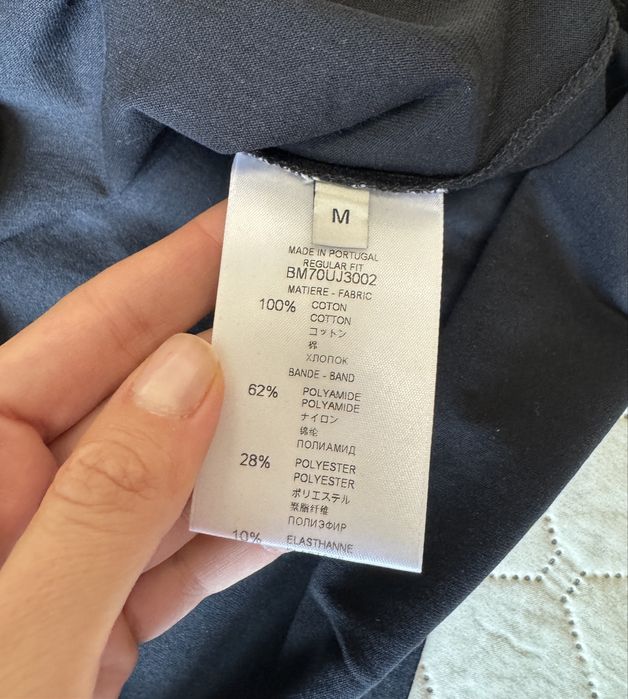 M
MADE IN PORTUGAL
REGULAR FIT
BM70UJ3002
MATIERE - FABRIC
100% COTON
COTTON
コットン
棉
ХЛОПОК
BANDE - BAND
62% POLYAMIDE
POLYAMIDE
ナイロン
锦纶
ПОЛИАМИД
28% POLYESTER
POLYESTER
ポリエステル
聚脂纤维
ПОЛИЭФИР
10% ELASTHANNE